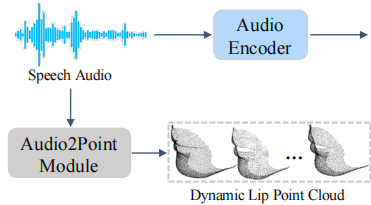 Audio
Encoder
Speech Audio
Audio2Point
Module
...
Dynamic Lip Point Cloud